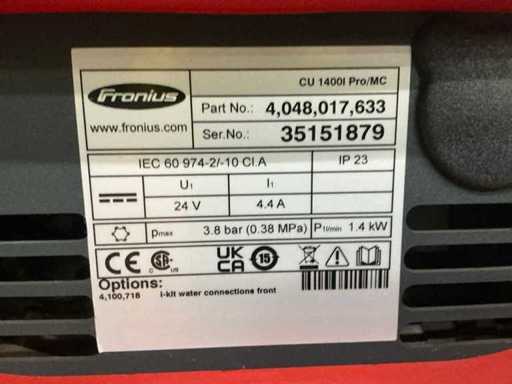 CU 1400I Pro/MC
Fronius
Part No.: 4,048,017,633
www.fronius.com
Ser.No.: 35151879
IEC 60 974-2/-10 Cl.A IP 23
U1 I1
24 V 4.4 A
pmax 3.8 bar (0.38 MPa) P1l/min 1.4 kW
CE C SA US UK CA 15
Options:
4,100,718 i-kit water connections front